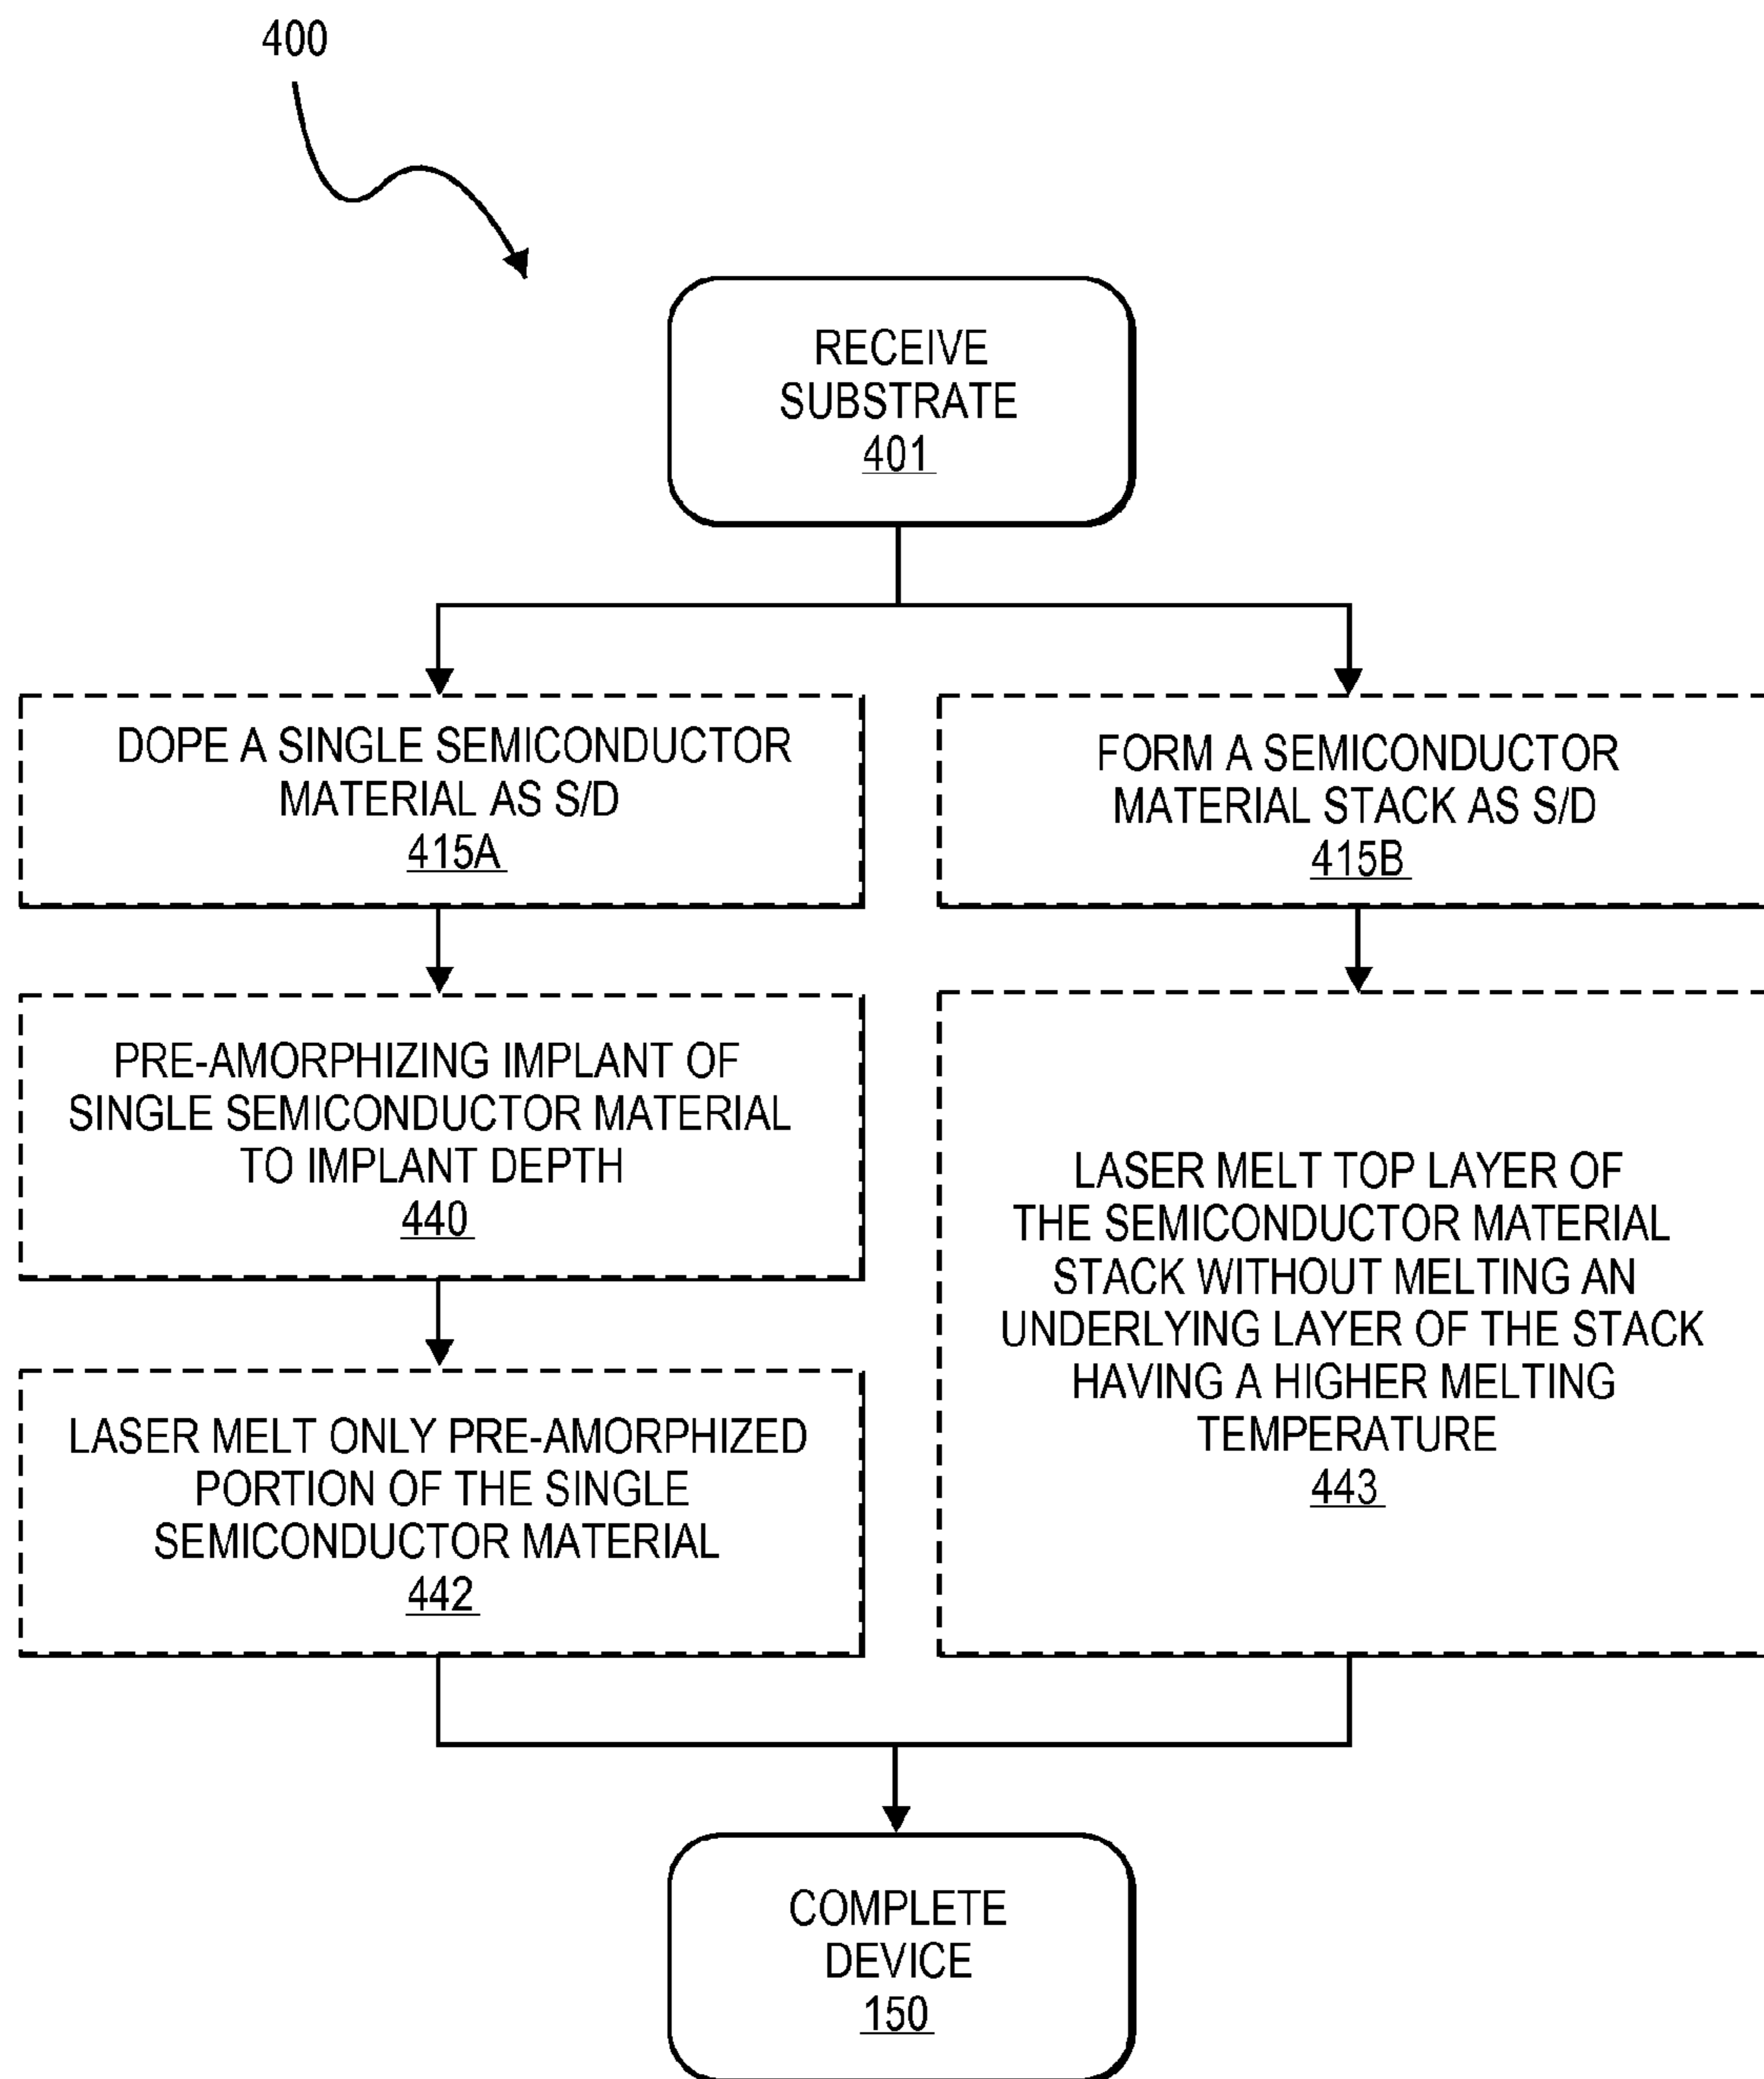 400
RECEIVE
SUBSTRATE
401
DOPE A SINGLE SEMICONDUCTOR
MATERIAL AS S/D
415A
FORM A SEMICONDUCTOR
MATERIAL STACK AS S/D
415B
PRE-AMORPHIZING IMPLANT OF
SINGLE SEMICONDUCTOR MATERIAL
TO IMPLANT DEPTH
440
LASER MELT ONLY PRE-AMORPHIZED
PORTION OF THE SINGLE
SEMICONDUCTOR MATERIAL
442
LASER MELT TOP LAYER OF
THE SEMICONDUCTOR MATERIAL
STACK WITHOUT MELTING AN
UNDERLYING LAYER OF THE STACK
HAVING A HIGHER MELTING
TEMPERATURE
443
COMPLETE
DEVICE
150